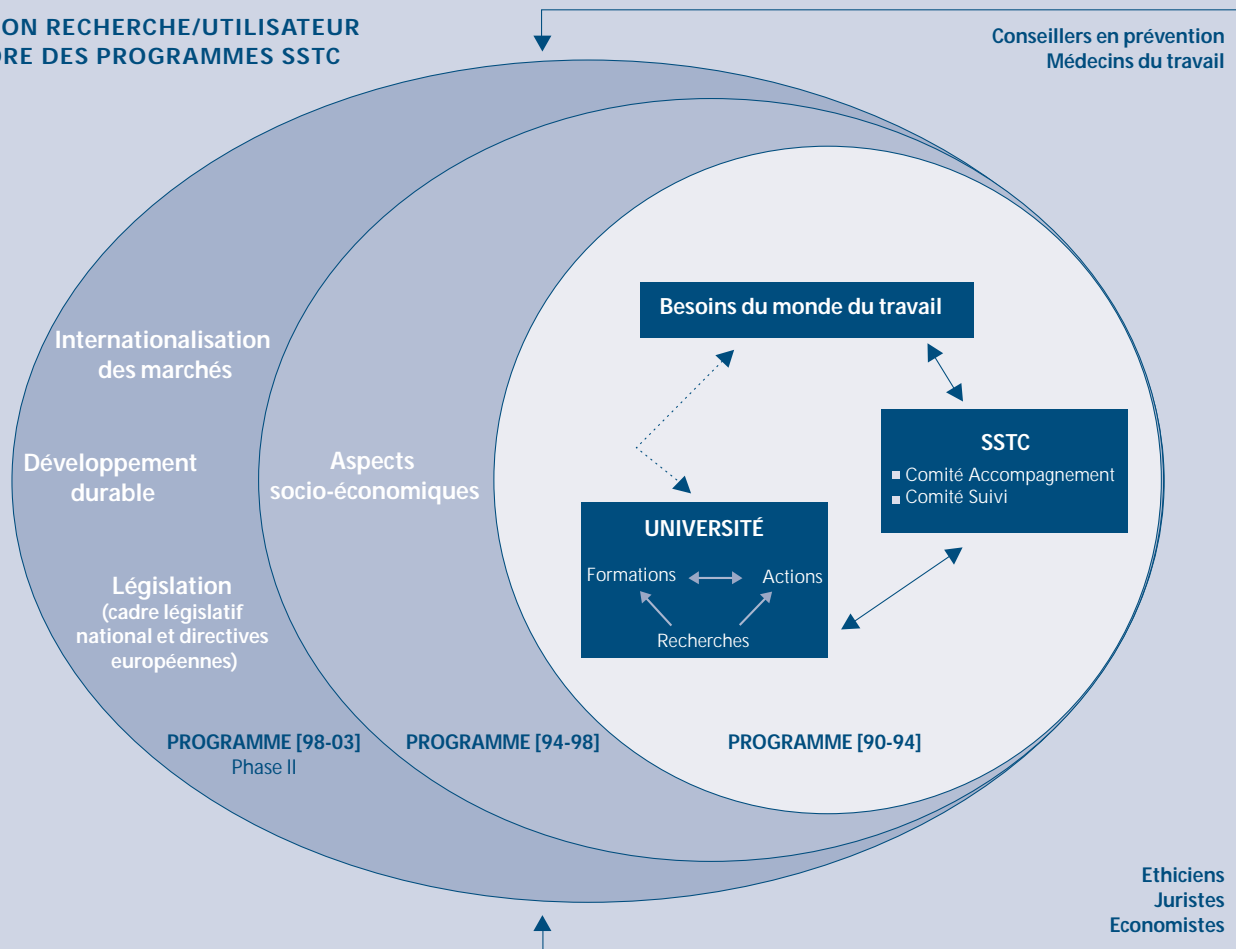 ON RECHERCHE/UTILISATEUR
DRE DES PROGRAMMES SSTC
Conseillers en prévention
Médecins du travail
Besoins du monde du travail
Internationalisation
des marchés
SSTC
Comité Accompagnement
Comité Suivi
Développement
durable
Aspects
socio-économiques
UNIVERSITÉ
Formations
Actions
Recherches
Législation
(cadre législatif
national et directives
européennes)
PROGRAMME [98-03]
Phase II
PROGRAMME [94-98]
PROGRAMME [90-94]
Ethiciens
Juristes
Economistes